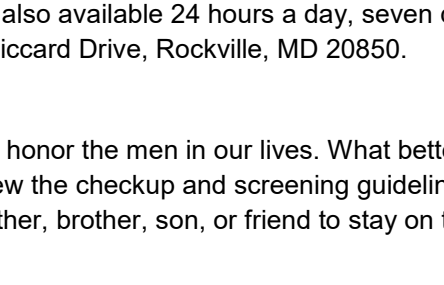 also available 24 hours a day, seven
iccard Drive, Rockville, MD 20850.
honor the men in our lives. What bett
ew the checkup and screening guidelin
ther, brother, son, or friend to stay on